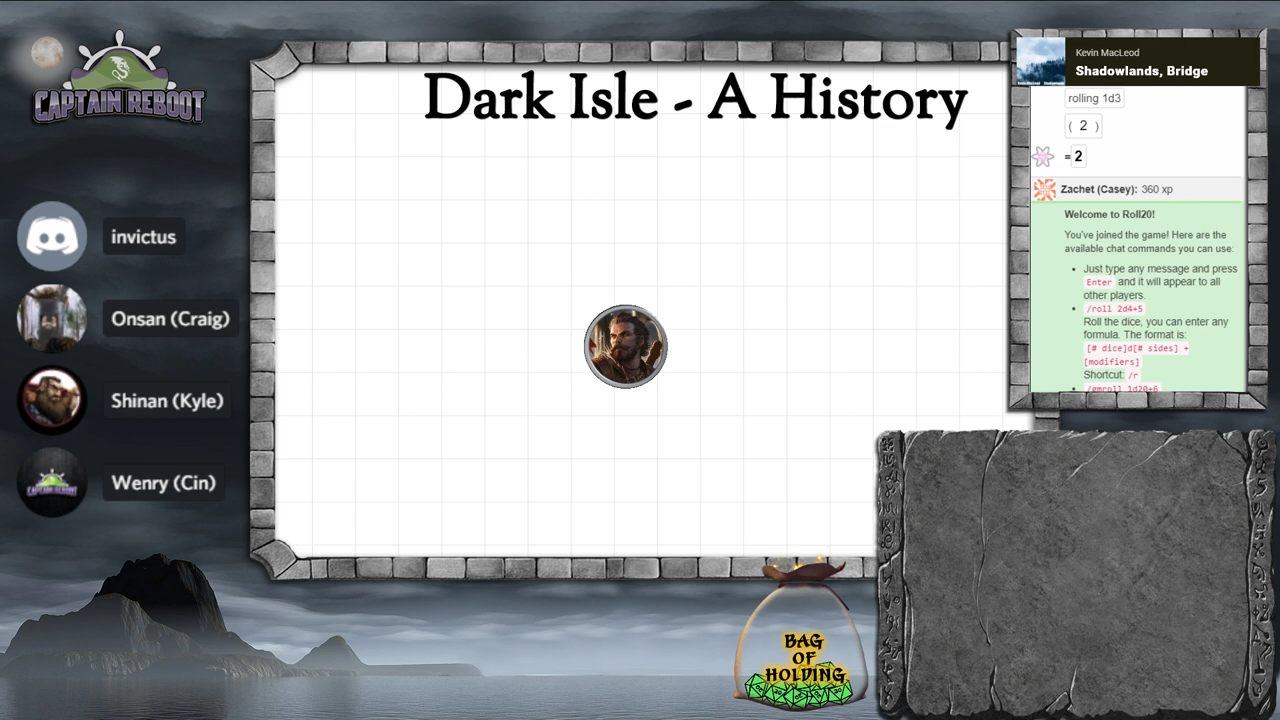 CAPTAIN REBOOT
Dark Isle - A History
Kevin MacLeod
Shadowlands, Bridge
rolling 1d3
( 2 )
= 2
Zachet (Casey): 360 xp
Welcome to Roll20!
You've joined the game! Here are the
available chat commands you can use:
• Just type any message and press
Enter and it will appear to all
other players.
• /roll 2d4+5
Roll the dice, you can enter any
formula. The format is:
[# dice]d[# sides] +
[modifiers]
Shortcut: /r
• /gmroll 1d20+6
invictus
Onsan (Craig)
Shinan (Kyle)
Wenry (Cin)
BAG
OF
HOLDING